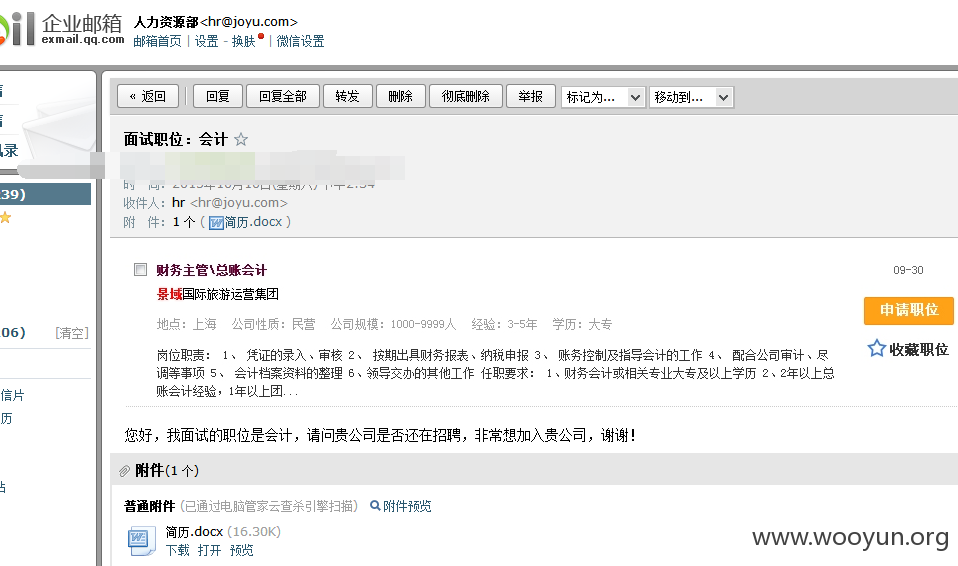 il 企业邮箱 人力资源部<hr@joyu.com>
exmail.qq.com 邮箱首页 | 设置 - 换肤 | 微信设置
« 返回 回复 回复全部 转发 删除 彻底删除 举报 标记为... 移动到...
面试职位：会计
收件人：hr <hr@joyu.com>
附 件：1 个 ( 简历.docx )
39)
财务主管\总账会计 09-30
景域国际旅游运营集团
申请职位
地点：上海 公司性质：民营 公司规模：1000-9999人 经验：3-5年 学历：大专
06) [清空]
收藏职位
岗位职责： 1、 凭证的录入、审核 2、 按期出具财务报表、纳税申报 3、 账务控制及指导会计的工作 4、 配合公司审计、尽
调等事项 5、 会计档案资料的整理 6、领导交办的其他工作 任职要求： 1、财务会计或相关专业大专及以上学历 2、2年以上总
账会计经验，1年以上团...
信片
历
您好，我面试的职位是会计，请问贵公司是否还在招聘，非常想加入贵公司，谢谢！
附件(1 个)
站
普通附件 (已通过电脑管家云查杀引擎扫描) 附件预览
简历.docx (16.30K)
下载 打开 预览
www.wooyun.org